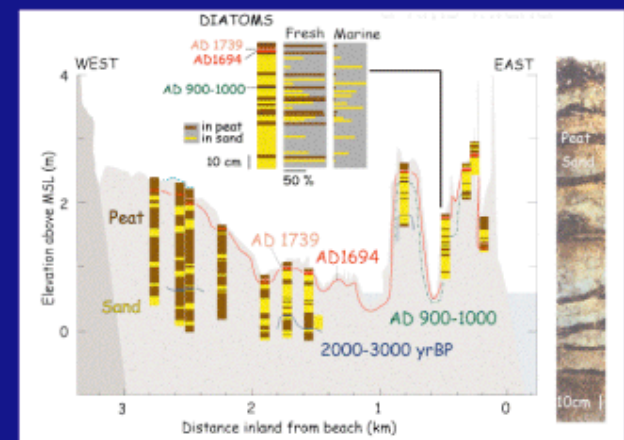 DIATOMS
Fresh Marine
AD 1739
AD1694
WEST
EAST
4
AD 900-1000
in peat
in sand
10 cm
50 %
Peat
Sand
Elevation above MSL (m)
2
Peat
AD 1739
AD1694
Sand
AD 900-1000
0
2000-3000 yrBP
10cm
3 2 1 0
Distance inland from beach (km)